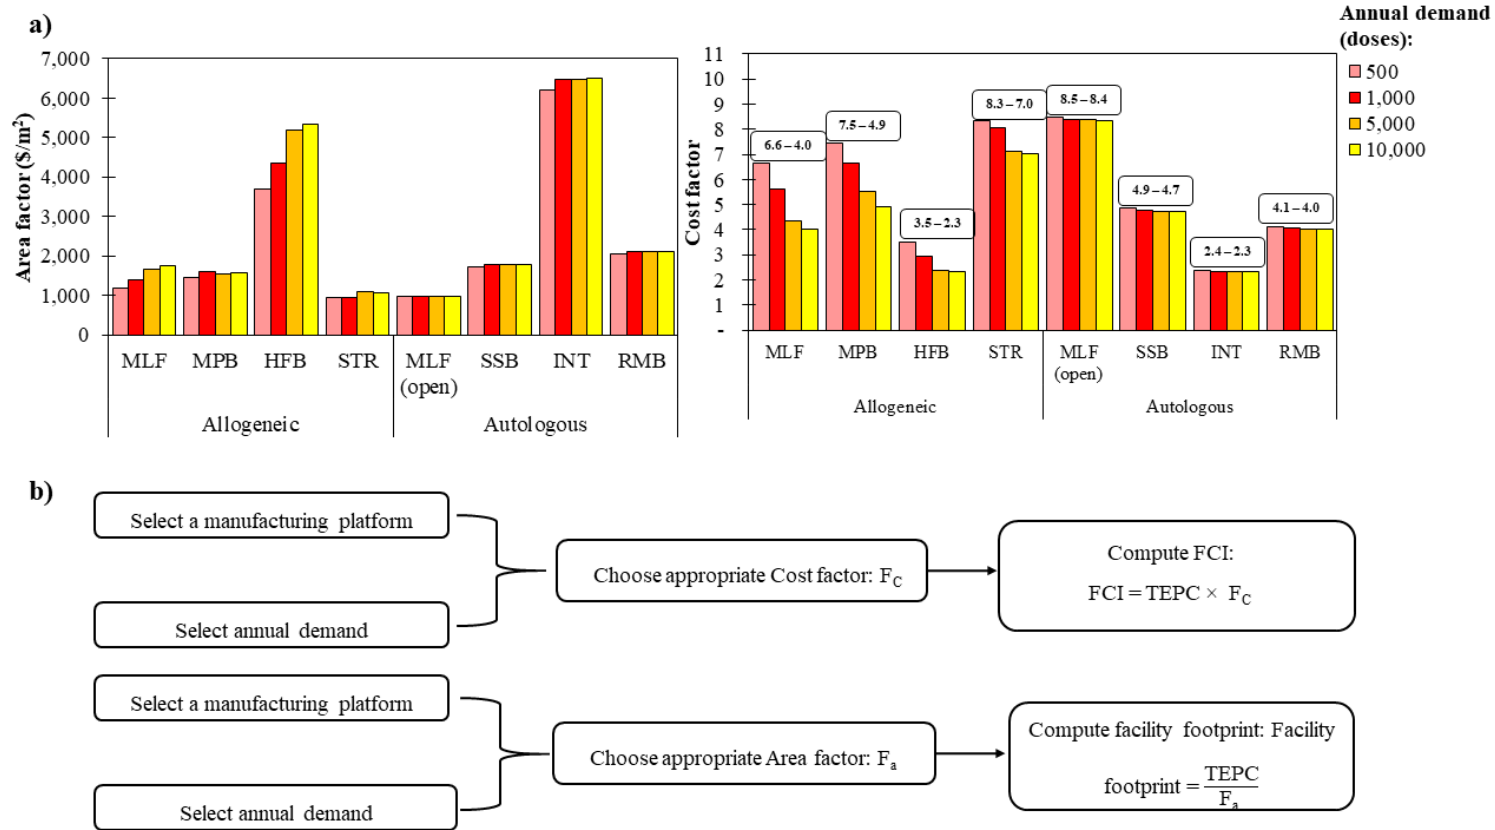 a)
Annual demand
(doses):
500
1,000
5,000
10,000
Area factor ($/m²)
7,000
6,000
5,000
4,000
3,000
2,000
1,000
0
MLF MPB HFB STR MLF (open) SSB INT RMB
Allogeneic Autologous
Cost factor
11
10
9
8
7
6
5
4
3
2
1
-
6.6 – 4.0
7.5 – 4.9
3.5 – 2.3
8.3 – 7.0
8.5 – 8.4
4.9 – 4.7
2.4 – 2.3
4.1 – 4.0
MLF MPB HFB STR MLF (open) SSB INT RMB
Allogeneic Autologous
b)
Select a manufacturing platform
Select annual demand
Choose appropriate Cost factor: F_C
Compute FCI:
FCI = TEPC × F_C
Select a manufacturing platform
Select annual demand
Choose appropriate Area factor: F_a
Compute facility footprint: Facility
footprint = TEPC / F_a